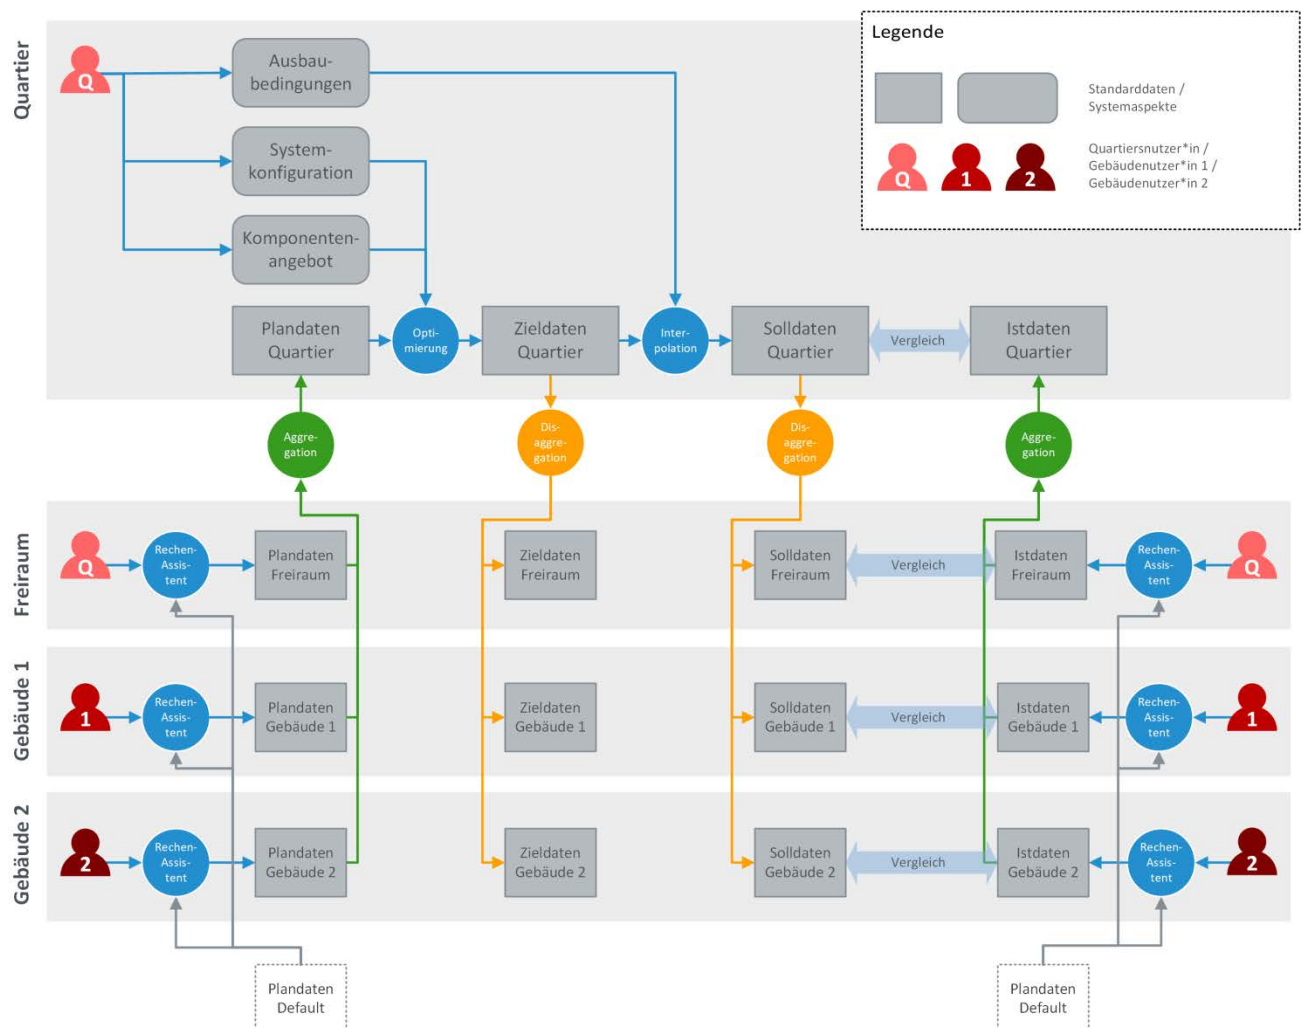 Legende
Standarddaten /
Systemaspekte
Q
1
2
Quartiersnutzer*in /
Gebäudenutzer*in 1 /
Gebäudenutzer*in 2
Quartier
Q
Ausbau-
bedingungen
System-
konfiguration
Komponenten-
angebot
Plandaten
Quartier
Opti-
mierung
Zieldaten
Quartier
Inter-
polation
Solldaten
Quartier
Vergleich
Istdaten
Quartier
Aggre-
gation
Dis-
aggre-
gation
Dis-
aggre-
gation
Aggre-
gation
Freiraum
Q
Rechen-
Assis-
tent
Plandaten
Freiraum
Zieldaten
Freiraum
Solldaten
Freiraum
Vergleich
Istdaten
Freiraum
Rechen-
Assis-
tent
Q
Gebäude 1
1
Rechen-
Assis-
tent
Plandaten
Gebäude 1
Zieldaten
Gebäude 1
Solldaten
Gebäude 1
Vergleich
Istdaten
Gebäude 1
Rechen-
Assis-
tent
1
Gebäude 2
2
Rechen-
Assis-
tent
Plandaten
Gebäude 2
Zieldaten
Gebäude 2
Solldaten
Gebäude 2
Vergleich
Istdaten
Gebäude 2
Rechen-
Assis-
tent
2
Plandaten
Default
Plandaten
Default